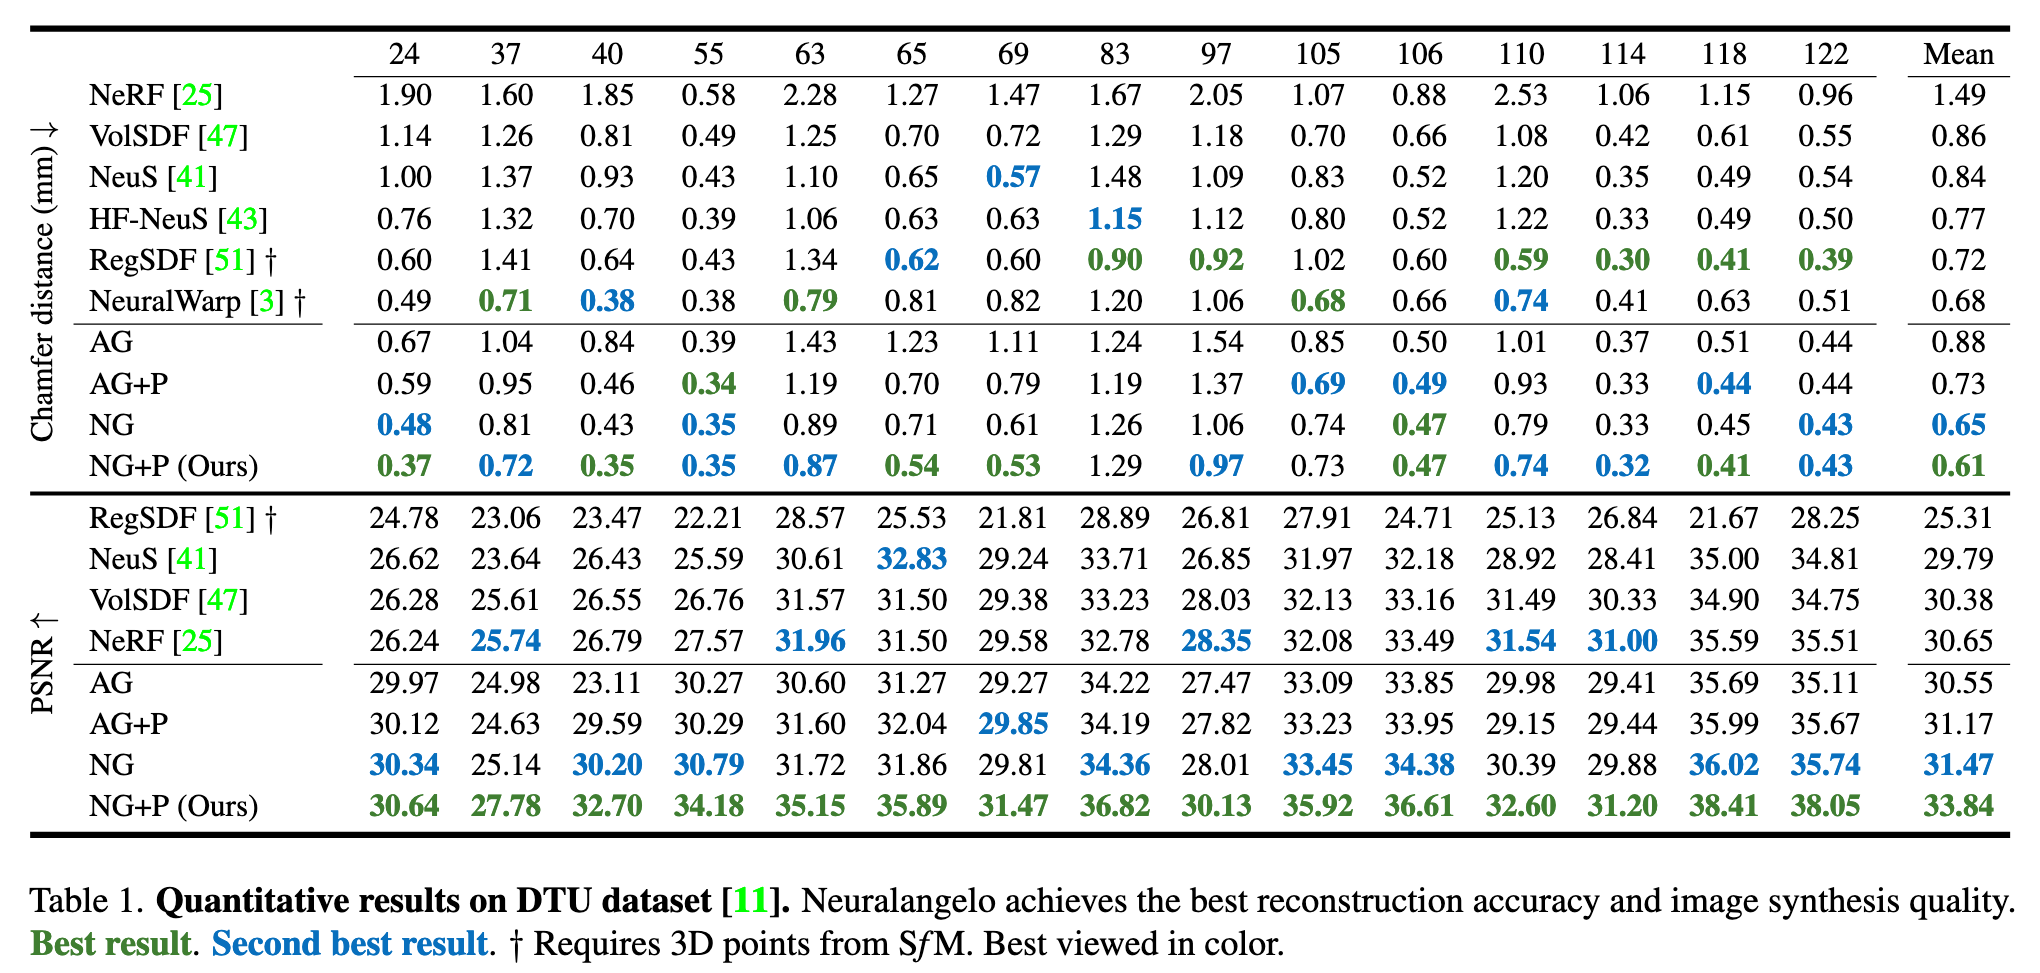 24 37 40 55 63 65 69 83 97 105 106 110 114 118 122 Mean
Chamfer distance (mm) ↓
NeRF [25] 1.90 1.60 1.85 0.58 2.28 1.27 1.47 1.67 2.05 1.07 0.88 2.53 1.06 1.15 0.96 1.49
VolSDF [47] 1.14 1.26 0.81 0.49 1.25 0.70 0.72 1.29 1.18 0.70 0.66 1.08 0.42 0.61 0.55 0.86
NeuS [41] 1.00 1.37 0.93 0.43 1.10 0.65 0.57 1.48 1.09 0.83 0.52 1.20 0.35 0.49 0.54 0.84
HF-NeuS [43] 0.76 1.32 0.70 0.39 1.06 0.63 0.63 1.15 1.12 0.80 0.52 1.22 0.33 0.49 0.50 0.77
RegSDF [51] † 0.60 1.41 0.64 0.43 1.34 0.62 0.60 0.90 0.92 1.02 0.60 0.59 0.30 0.41 0.39 0.72
NeuralWarp [3] † 0.49 0.71 0.38 0.38 0.79 0.81 0.82 1.20 1.06 0.68 0.66 0.74 0.41 0.63 0.51 0.68
AG 0.67 1.04 0.84 0.39 1.43 1.23 1.11 1.24 1.54 0.85 0.50 1.01 0.37 0.51 0.44 0.88
AG+P 0.59 0.95 0.46 0.34 1.19 0.70 0.79 1.19 1.37 0.69 0.49 0.93 0.33 0.44 0.44 0.73
NG 0.48 0.81 0.43 0.35 0.89 0.71 0.61 1.26 1.06 0.74 0.47 0.79 0.33 0.45 0.43 0.65
NG+P (Ours) 0.37 0.72 0.35 0.35 0.87 0.54 0.53 1.29 0.97 0.73 0.47 0.74 0.32 0.41 0.43 0.61
PSNR ↑
RegSDF [51] † 24.78 23.06 23.47 22.21 28.57 25.53 21.81 28.89 26.81 27.91 24.71 25.13 26.84 21.67 28.25 25.31
NeuS [41] 26.62 23.64 26.43 25.59 30.61 32.83 29.24 33.71 26.85 31.97 32.18 28.92 28.41 35.00 34.81 29.79
VolSDF [47] 26.28 25.61 26.55 26.76 31.57 31.50 29.38 33.23 28.03 32.13 33.16 31.49 30.33 34.90 34.75 30.38
NeRF [25] 26.24 25.74 26.79 27.57 31.96 31.50 29.58 32.78 28.35 32.08 33.49 31.54 31.00 35.59 35.51 30.65
AG 29.97 24.98 23.11 30.27 30.60 31.27 29.27 34.22 27.47 33.09 33.85 29.98 29.41 35.69 35.11 30.55
AG+P 30.12 24.63 29.59 30.29 31.60 32.04 29.85 34.19 27.82 33.23 33.95 29.15 29.44 35.99 35.67 31.17
NG 30.34 25.14 30.20 30.79 31.72 31.86 29.81 34.36 28.01 33.45 34.38 30.39 29.88 36.02 35.74 31.47
NG+P (Ours) 30.64 27.78 32.70 34.18 35.15 35.89 31.47 36.82 30.13 35.92 36.61 32.60 31.20 38.41 38.05 33.84
Table 1. Quantitative results on DTU dataset [11]. Neuralangelo achieves the best reconstruction accuracy and image synthesis quality.
Best result. Second best result. † Requires 3D points from SfM. Best viewed in color.